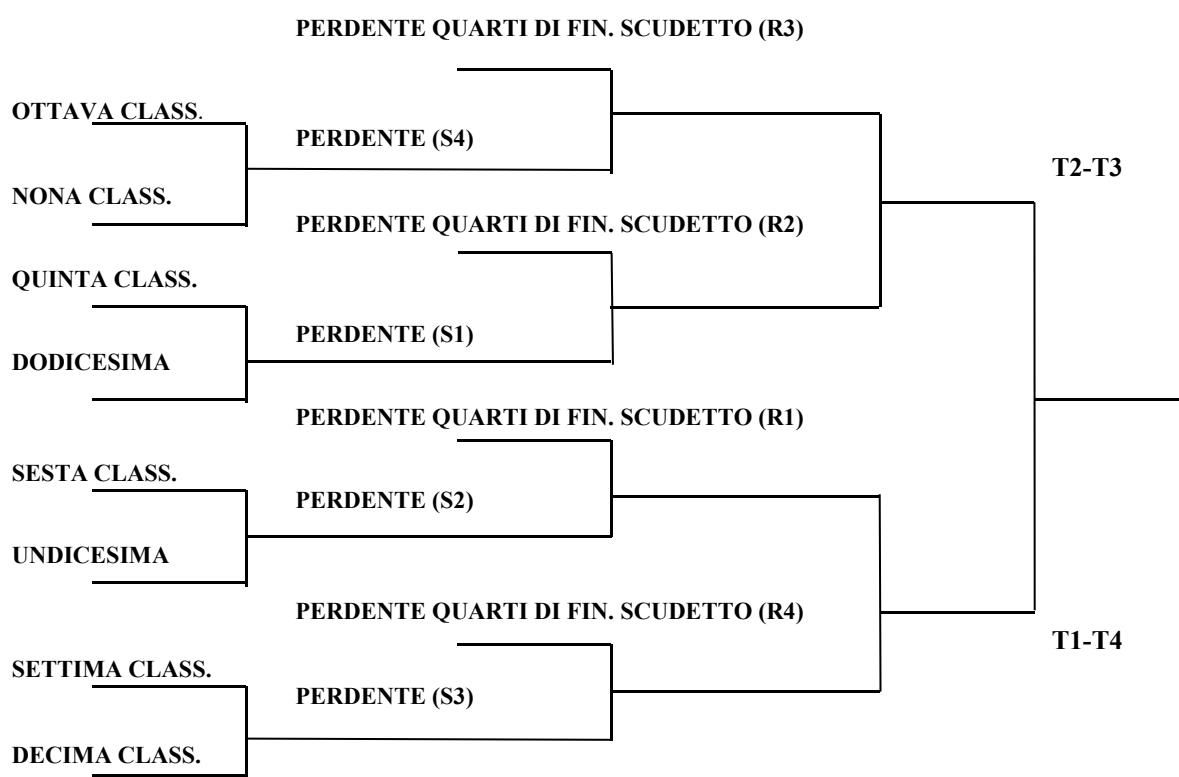 PERDENTE QUARTI DI FIN. SCUDETTO (R3)
OTTAVA CLASS.
PERDENTE (S4)
T2-T3
NONA CLASS.
PERDENTE QUARTI DI FIN. SCUDETTO (R2)
QUINTA CLASS.
PERDENTE (S1)
DODICESIMA
PERDENTE QUARTI DI FIN. SCUDETTO (R1)
SESTA CLASS.
PERDENTE (S2)
UNDICESIMA
PERDENTE QUARTI DI FIN. SCUDETTO (R4)
T1-T4
SETTIMA CLASS.
PERDENTE (S3)
DECIMA CLASS.